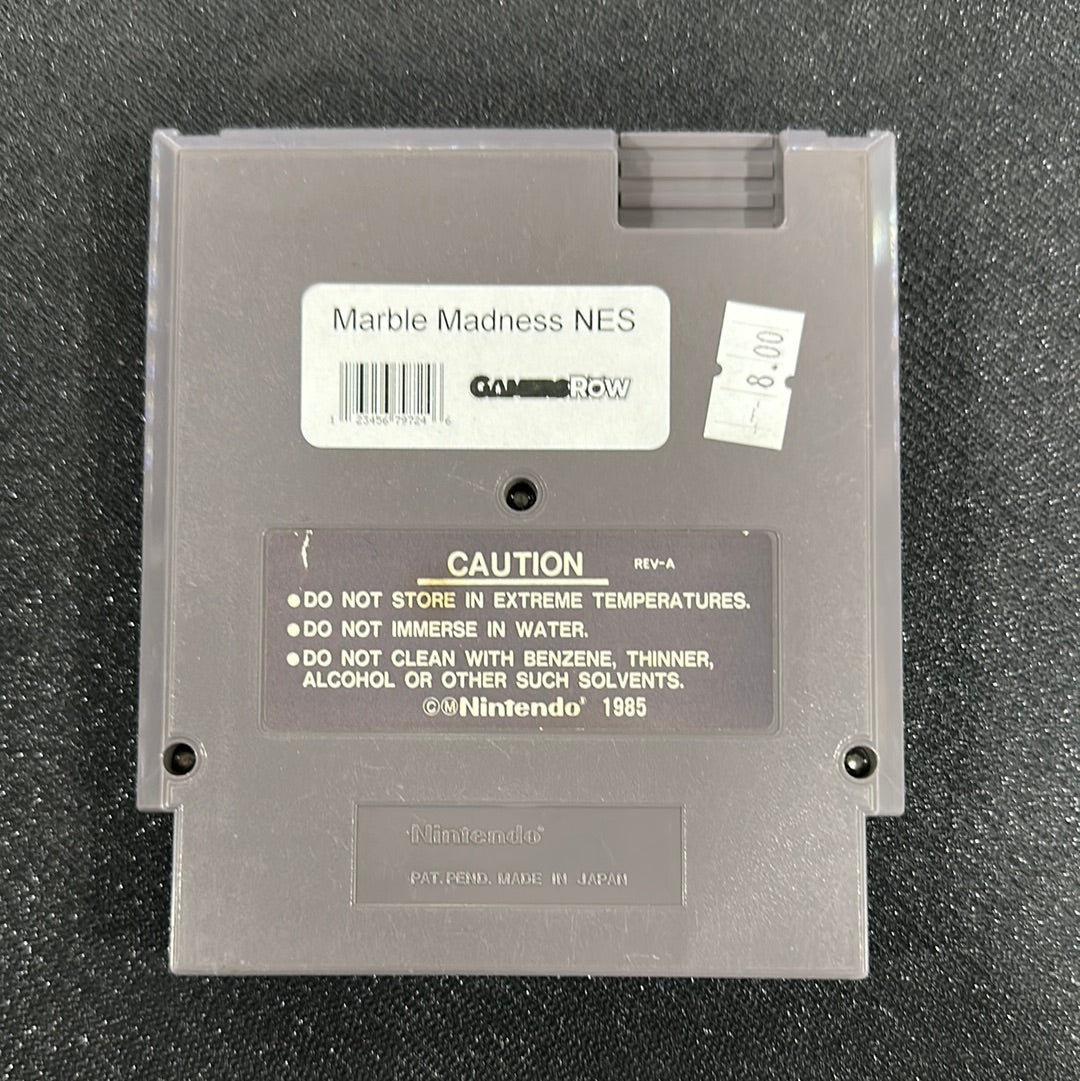 Marble Madness NES
GAMERSROW
1 23456 79724 6
8.00
CAUTION REV-A
●DO NOT STORE IN EXTREME TEMPERATURES.
●DO NOT IMMERSE IN WATER.
●DO NOT CLEAN WITH BENZENE, THINNER,
ALCOHOL OR OTHER SUCH SOLVENTS.
©ⓂNintendo® 1985
Nintendo®
PAT. PEND. MADE IN JAPAN